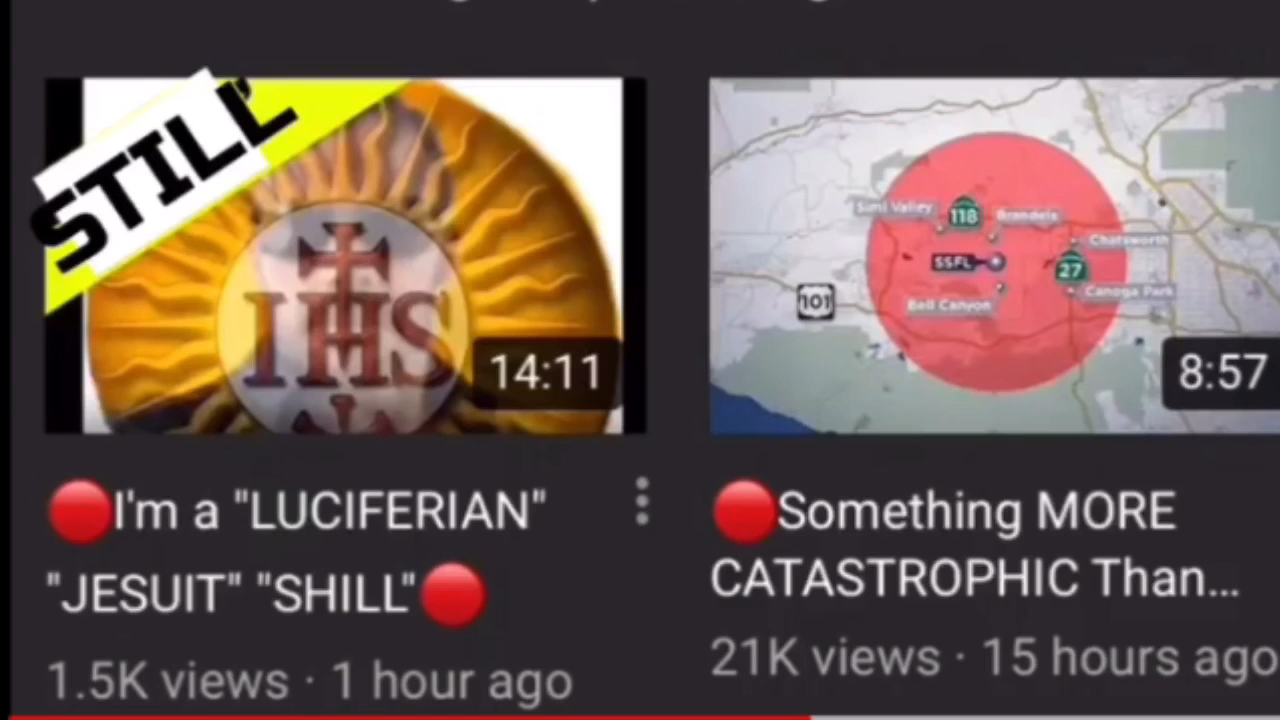 STILL
IHS
14:11
Simi Valley
118
Brandeis
Chatsworth
SSFL
27
101
Bell Canyon
Canoga Park
8:57
🔴I'm a "LUCIFERIAN"
"JESUIT" "SHILL"🔴
1.5K views · 1 hour ago
🔴Something MORE
CATASTROPHIC Than...
21K views · 15 hours ago